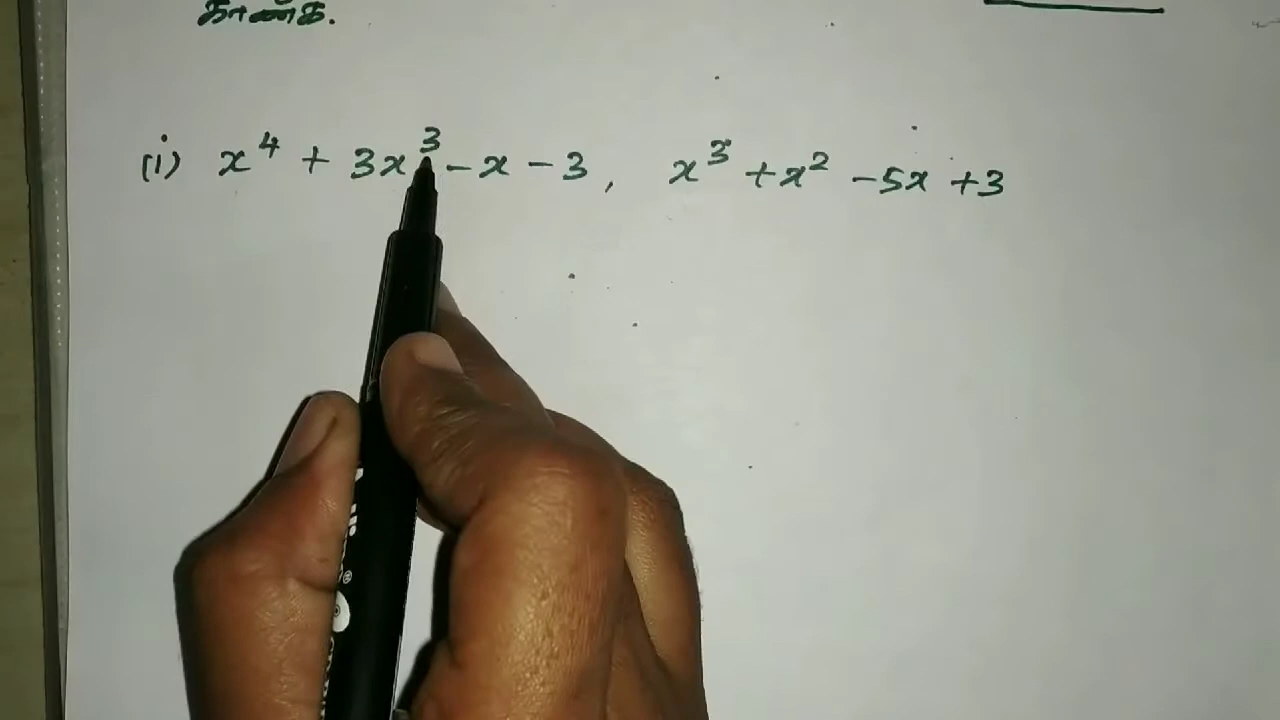 காண்க.
(i) x⁴ + 3x³ - x - 3, x³ + x² - 5x + 3